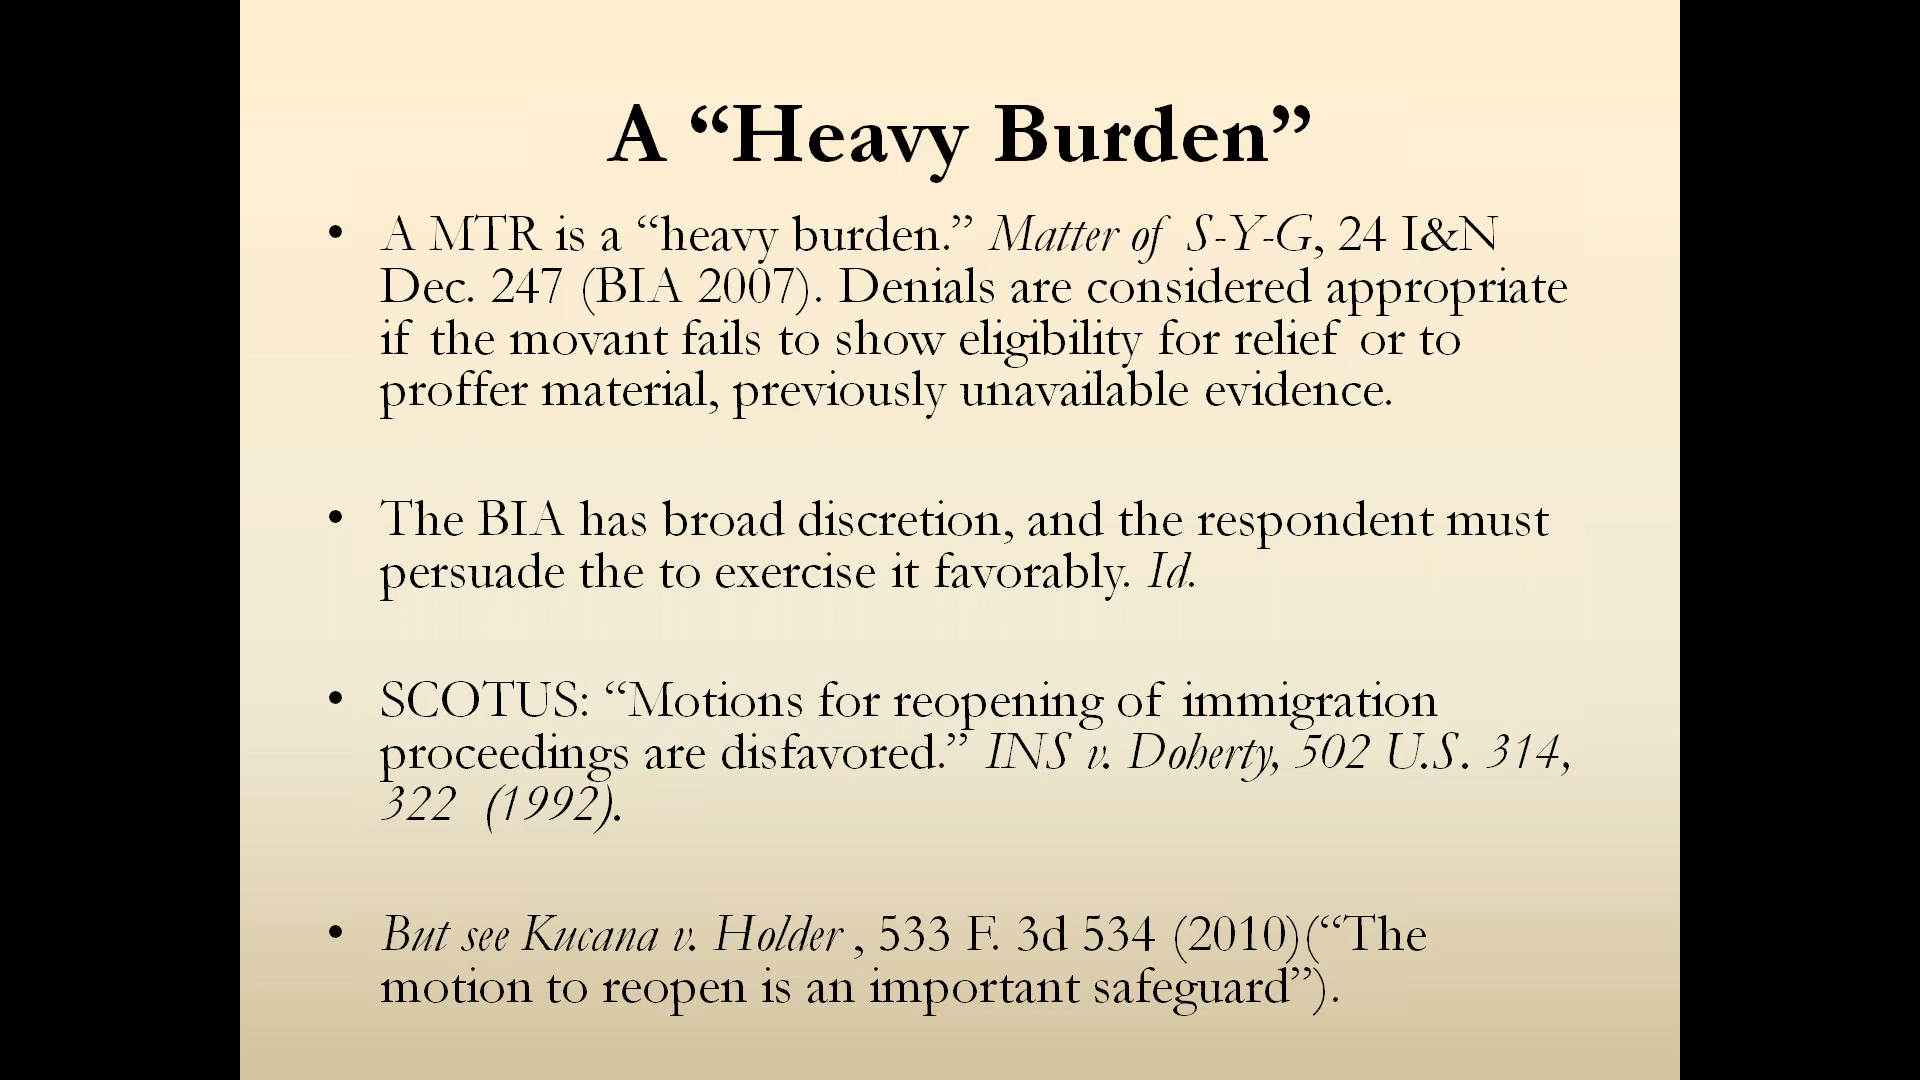 A “Heavy Burden”
• A MTR is a “heavy burden.” Matter of S-Y-G, 24 I&N
Dec. 247 (BIA 2007). Denials are considered appropriate
if the movant fails to show eligibility for relief or to
proffer material, previously unavailable evidence.
• The BIA has broad discretion, and the respondent must
persuade the to exercise it favorably. Id.
• SCOTUS: “Motions for reopening of immigration
proceedings are disfavored.” INS v. Doherty, 502 U.S. 314,
322 (1992).
• But see Kucana v. Holder , 533 F. 3d 534 (2010)(“The
motion to reopen is an important safeguard”).